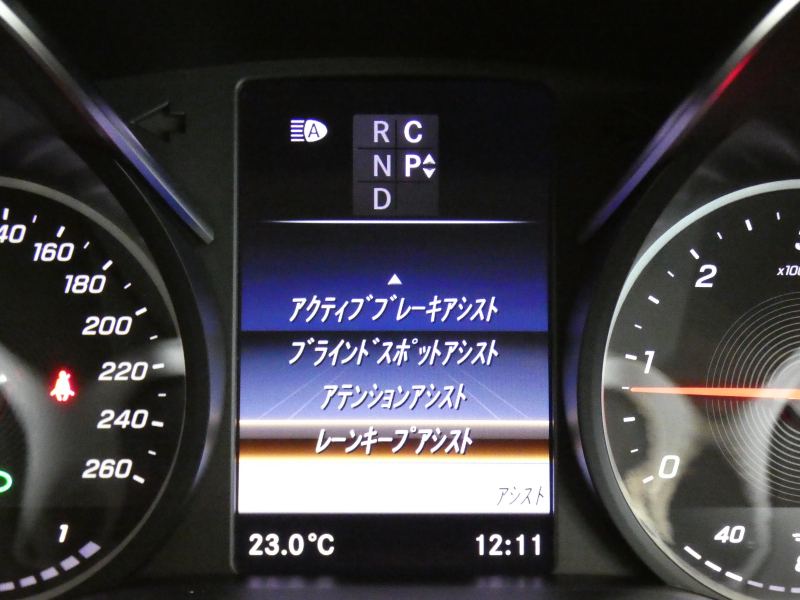 A
R C
N P
D
アクティブブレーキアシスト
ブラインドスポットアシスト
アテンションアシスト
レーンキープアシスト
アシスト
23.0°C 12:11
160
180
200
220
240
260
1
2
1
0
40